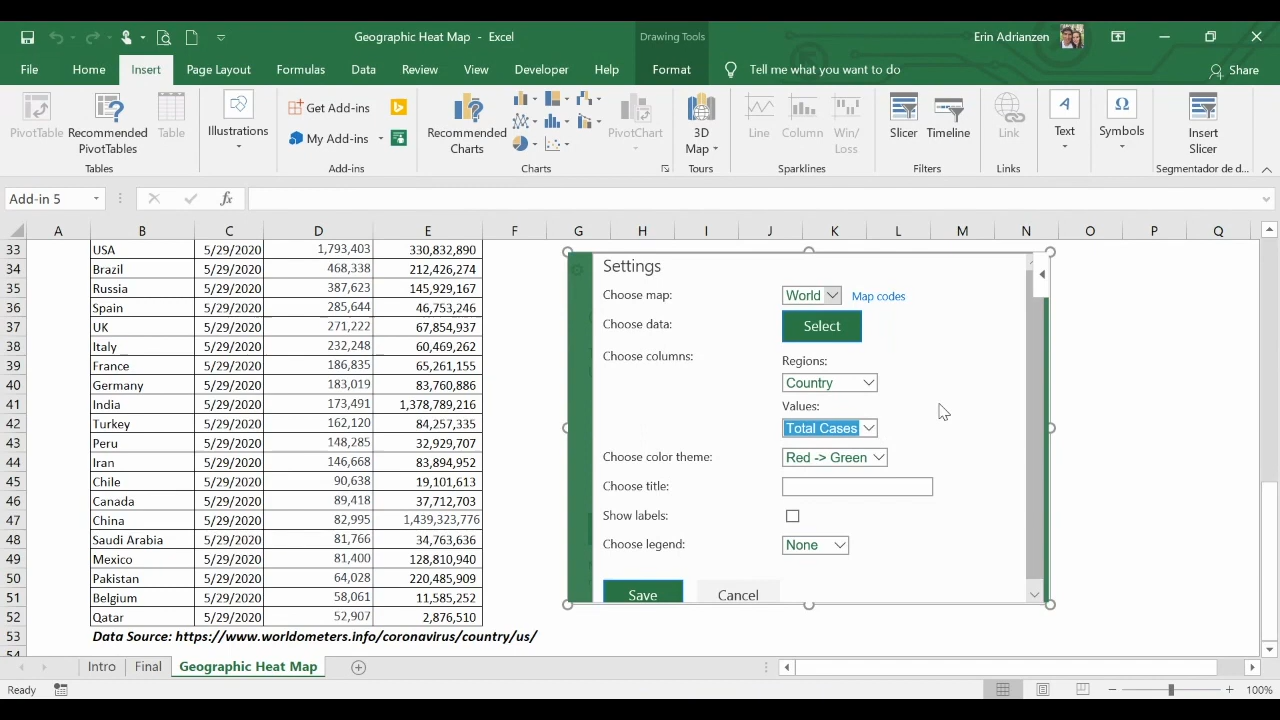 Geographic Heat Map - Excel
Drawing Tools
Erin Adrianzen
File Home Insert Page Layout Formulas Data Review View Developer Help Format Tell me what you want to do Share
PivotTable
Recommended PivotTables
Table
Tables
Illustrations
Get Add-ins
My Add-ins
Add-ins
Recommended Charts
PivotChart
Charts
3D Map
Tours
Line
Column
Win/Loss
Sparklines
Slicer
Timeline
Filters
Link
Links
Text
Symbols
Insert Slicer
Segmentador de d...
Add-in 5
fx
A B C D E F G H I J K L M N O P Q
33 USA 5/29/2020 1,793,403 330,832,890
34 Brazil 5/29/2020 468,338 212,426,274
35 Russia 5/29/2020 387,623 145,929,167
36 Spain 5/29/2020 285,644 46,753,246
37 UK 5/29/2020 271,222 67,854,937
38 Italy 5/29/2020 232,248 60,469,262
39 France 5/29/2020 186,835 65,261,155
40 Germany 5/29/2020 183,019 83,760,886
41 India 5/29/2020 173,491 1,378,789,216
42 Turkey 5/29/2020 162,120 84,257,335
43 Peru 5/29/2020 148,285 32,929,707
44 Iran 5/29/2020 146,668 83,894,952
45 Chile 5/29/2020 90,638 19,101,613
46 Canada 5/29/2020 89,418 37,712,703
47 China 5/29/2020 82,995 1,439,323,776
48 Saudi Arabia 5/29/2020 81,766 34,763,636
49 Mexico 5/29/2020 81,400 128,810,940
50 Pakistan 5/29/2020 64,028 220,485,909
51 Belgium 5/29/2020 58,061 11,585,252
52 Qatar 5/29/2020 52,907 2,876,510
53 Data Source: https://www.worldometers.info/coronavirus/country/us/
54
Settings
Choose map: World Map codes
Choose data: Select
Choose columns: Regions:
Country
Values:
Total Cases
Choose color theme: Red -> Green
Choose title:
Show labels:
Choose legend: None
Save Cancel
Intro Final Geographic Heat Map
Ready
100%